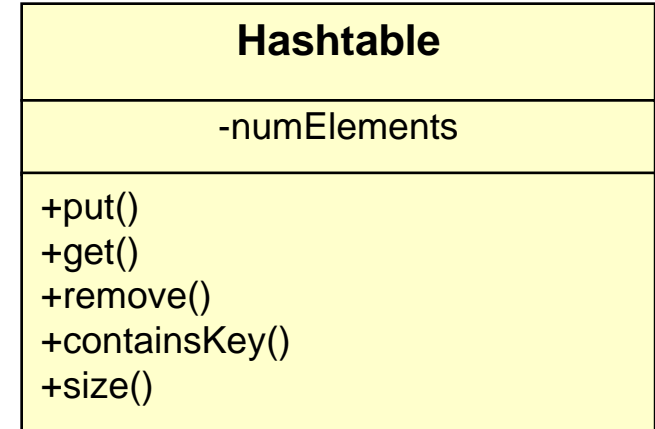 Hashtable
-numElements
+put()
+get()
+remove()
+containsKey()
+size()